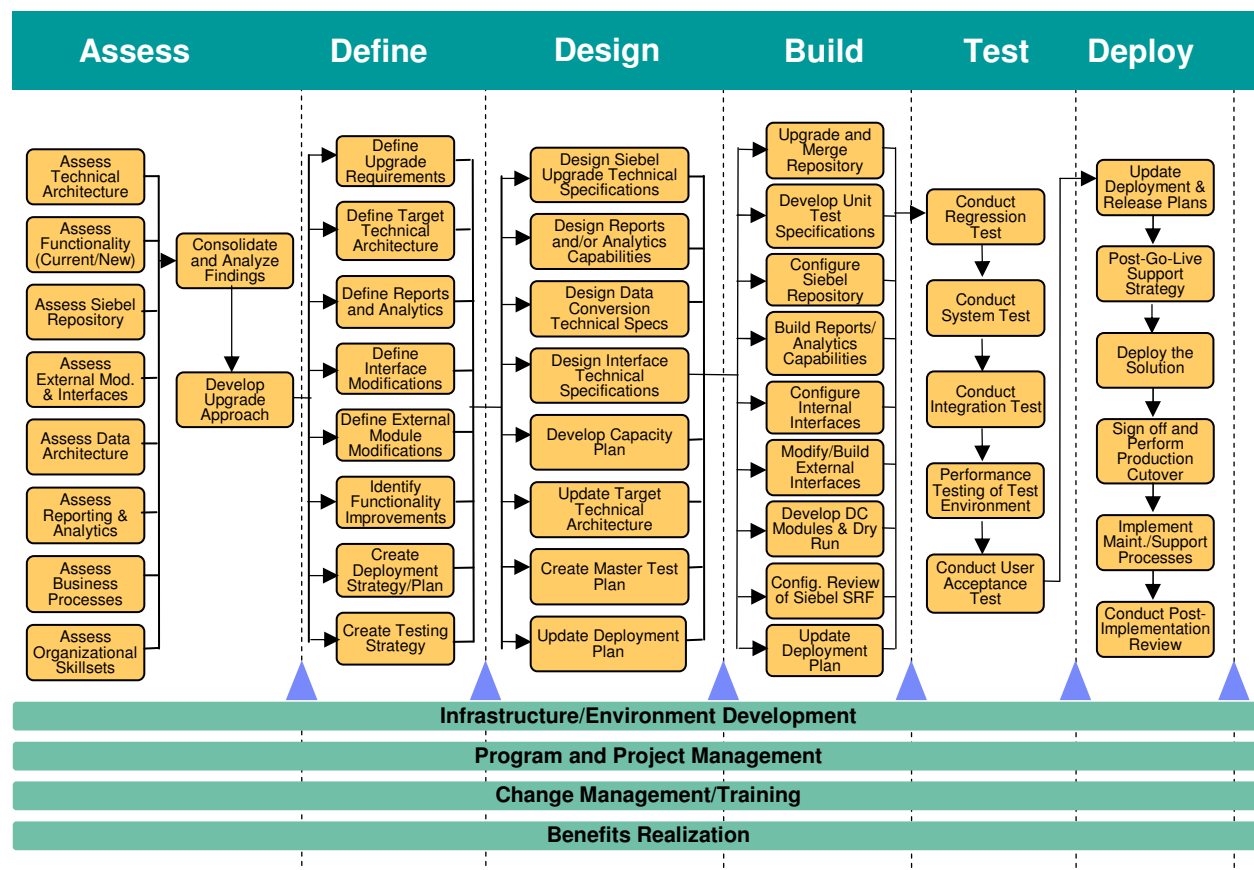 Assess
Define
Design
Build
Test
Deploy
Assess
Technical
Architecture
Assess
Functionality
(Current/New)
Assess Siebel
Repository
Assess
External Mod.
& Interfaces
Assess Data
Architecture
Assess
Reporting &
Analytics
Assess
Business
Processes
Assess
Organizational
Skillsets
Consolidate
and Analyze
Findings
Develop
Upgrade
Approach
Define
Upgrade
Requirements
Define Target
Technical
Architecture
Define Reports
and Analytics
Define
Interface
Modifications
Define External
Module
Modifications
Identify
Functionality
Improvements
Create
Deployment
Strategy/Plan
Create Testing
Strategy
Design Siebel
Upgrade Technical
Specifications
Design Reports
and/or Analytics
Capabilities
Design Data
Conversion
Technical Specs
Design Interface
Technical
Specifications
Develop Capacity
Plan
Update Target
Technical
Architecture
Create Master Test
Plan
Update Deployment
Plan
Upgrade and
Merge
Repository
Develop Unit
Test
Specifications
Configure
Siebel
Repository
Build Reports/
Analytics
Capabilities
Configure
Internal
Interfaces
Modify/Build
External
Interfaces
Develop DC
Modules & Dry
Run
Config. Review
of Siebel SRF
Update
Deployment
Plan
Conduct
Regression
Test
Conduct
System Test
Conduct
Integration Test
Performance
Testing of Test
Environment
Conduct User
Acceptance
Test
Update
Deployment &
Release Plans
Post-Go-Live
Support
Strategy
Deploy the
Solution
Sign off and
Perform
Production
Cutover
Implement
Maint./Support
Processes
Conduct Post-
Implementation
Review
Infrastructure/Environment Development
Program and Project Management
Change Management/Training
Benefits Realization